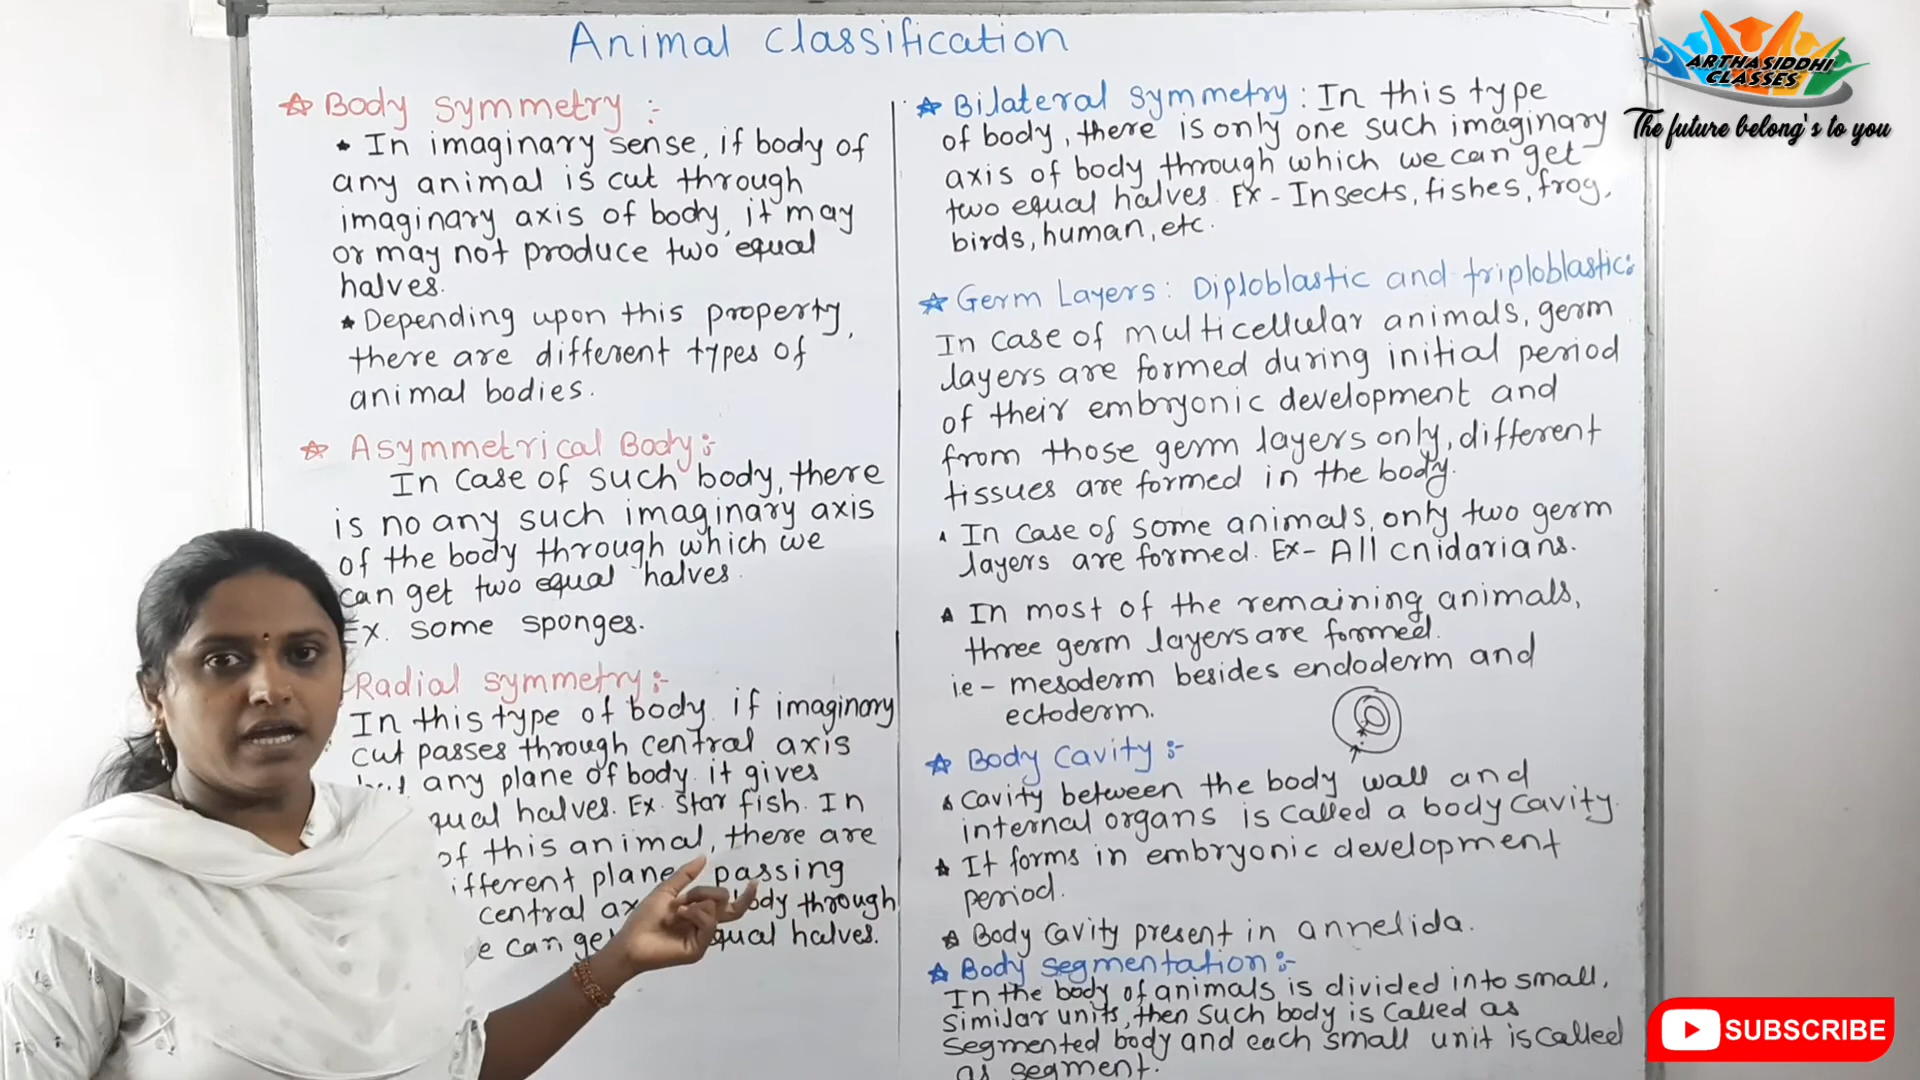 Animal classification
Body symmetry :
In imaginary sense, if body of
any animal is cut through
imaginary axis of body, it may
or may not produce two equal
halves.
Depending upon this property,
there are different types of
animal bodies.
Asymmetrical Body:-
In case of such body, there
is no any such imaginary axis
of the body through which we
can get two equal halves.
Ex. Some sponges.
Radial symmetry:-
In this type of body if imaginary
cut passes through central axis
any plane of body it gives
equal halves. Ex. Star fish. In
of this animal, there are
different planes passing
central axis body through
we can get equal halves.
Bilateral symmetry: In this type
of body, there is only one such imaginary
axis of body through which we can get
two equal halves. Ex - Insects, fishes, frog,
birds, human, etc.
Germ Layers: Diploblastic and triploblastic:
In case of multicellular animals, germ
layers are formed during initial period
of their embryonic development and
from those germ layers only, different
tissues are formed in the body.
In case of some animals, only two germ
layers are formed. Ex- All cnidarians.
In most of the remaining animals,
three germ layers are formed.
i.e - mesoderm besides endoderm and
ectoderm.
Body cavity :-
Cavity between the body wall and
internal organs is called a body cavity.
It forms in embryonic development
period.
Body cavity present in annelida.
Body segmentation:-
In the body of animals is divided into small,
similar units, then such body is called as
segmented body and each small unit is called
as segment.
ARTHASIDDHI
CLASSES
The future belong's to you
SUBSCRIBE